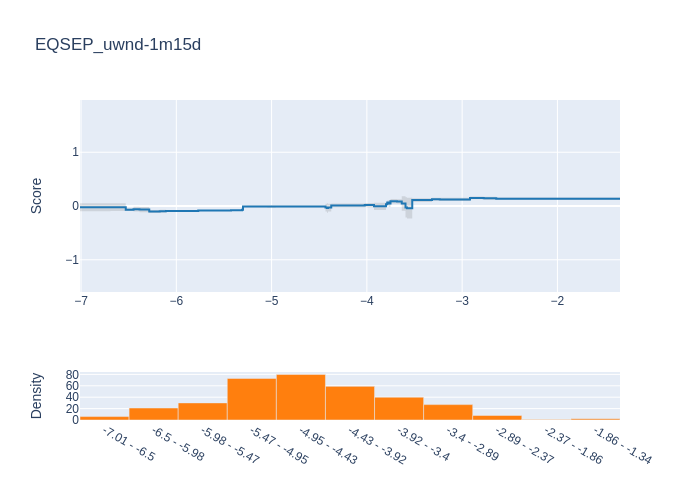 EQSEP_uwnd-1m15d
Score
1
0
−1
−7
−6
−5
−4
−3
−2
Density
80
60
40
20
0
-7.01 - -6.5
-6.5 - -5.98
-5.98 - -5.47
-5.47 - -4.95
-4.95 - -4.43
-4.43 - -3.92
-3.92 - -3.4
-3.4 - -2.89
-2.89 - -2.37
-2.37 - -1.86
-1.86 - -1.34